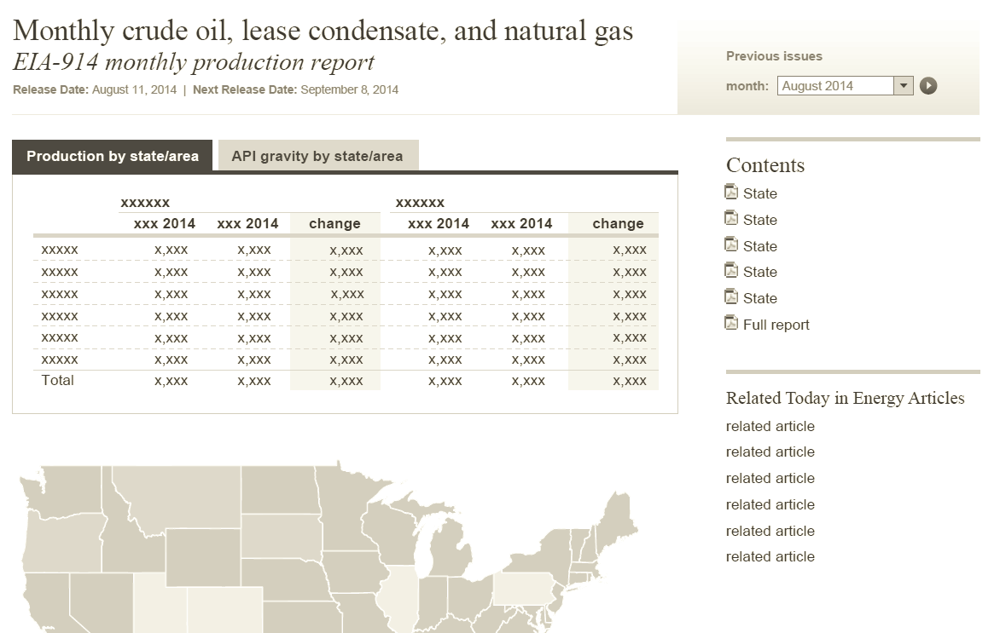 Monthly crude oil, lease condensate, and natural gas
EIA-914 monthly production report
Release Date: August 11, 2014 | Next Release Date: September 8, 2014
Previous issues
month: August 2014
Production by state/area API gravity by state/area
xxxxxx xxxxxx
xxx 2014 xxx 2014 change xxx 2014 xxx 2014 change
xxxxx x,xxx x,xxx x,xxx x,xxx x,xxx x,xxx
xxxxx x,xxx x,xxx x,xxx x,xxx x,xxx x,xxx
xxxxx x,xxx x,xxx x,xxx x,xxx x,xxx x,xxx
xxxxx x,xxx x,xxx x,xxx x,xxx x,xxx x,xxx
xxxxx x,xxx x,xxx x,xxx x,xxx x,xxx x,xxx
xxxxx x,xxx x,xxx x,xxx x,xxx x,xxx x,xxx
Total x,xxx x,xxx x,xxx x,xxx x,xxx x,xxx
Contents
State
State
State
State
State
Full report
Related Today in Energy Articles
related article
related article
related article
related article
related article
related article